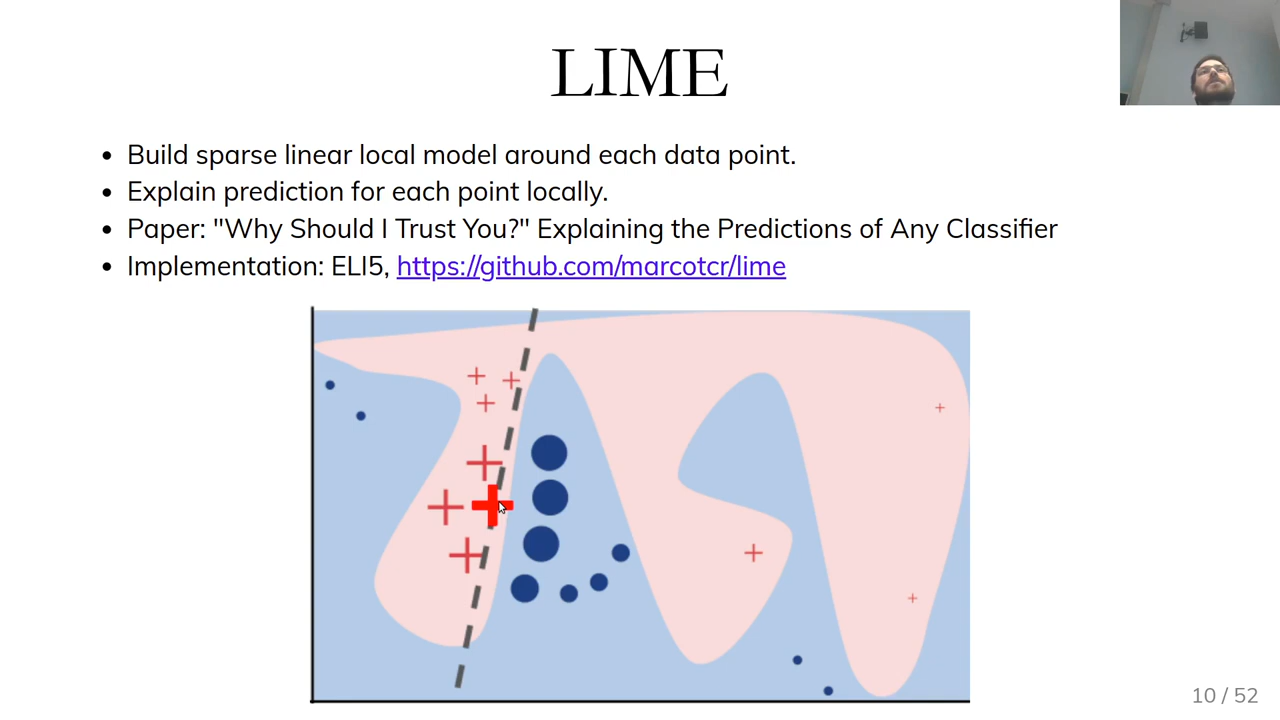 LIME
Build sparse linear local model around each data point.
Explain prediction for each point locally.
Paper: "Why Should I Trust You?" Explaining the Predictions of Any Classifier
Implementation: ELI5, https://github.com/marcotcr/lime
10 / 52